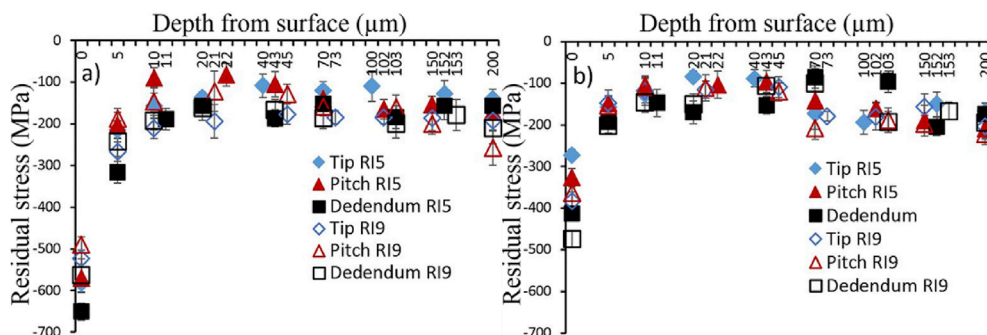 Depth from surface (µm)
0 5 10 11 20 21 22 40 43 45 70 73 100 102 103 150 152 153 200
0
-100
-200
-300
-400
-500
-600
-700
Residual stress (MPa)
a)
Tip RI5
Pitch RI5
Dedendum RI5
Tip RI9
Pitch RI9
Dedendum RI9
Depth from surface (µm)
0 5 10 11 20 21 22 40 43 45 70 73 102 103 150 152 153 200
0
-100
-200
-300
-400
-500
-600
-700
Residual stress (MPa)
b)
Tip RI5
Pitch RI5
Dedendum
Tip RI9
Pitch RI9
Dedendum RI9